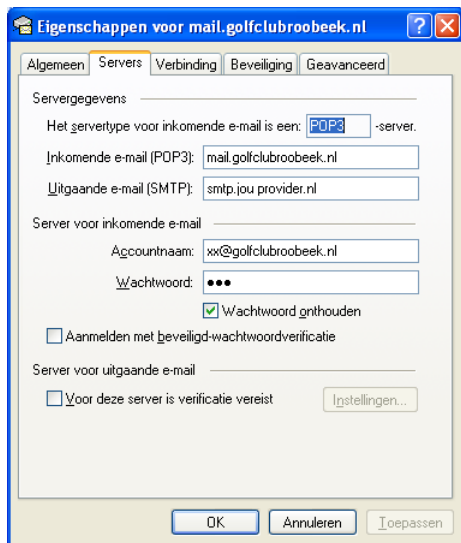 Eigenschappen voor mail.golfclubroobeek.nl
Algemeen Servers Verbinding Beveiliging Geavanceerd
Servergegevens
Het servertype voor inkomende e-mail is een: POP3 -server.
Inkomende e-mail (POP3): mail.golfclubroobeek.nl
Uitgaande e-mail (SMTP): smtp.jou provider.nl
Server voor inkomende e-mail
Accountnaam: xx@golfclubroobeek.nl
Wachtwoord: ●●●
Wachtwoord onthouden
Aanmelden met beveiligd-wachtwoordverificatie
Server voor uitgaande e-mail
Voor deze server is verificatie vereist Instellingen...
OK Annuleren Toepassen